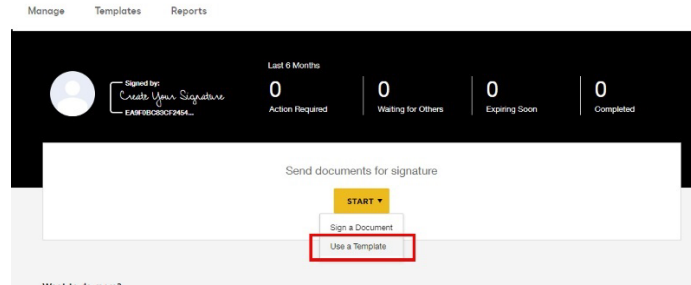 Manage Templates Reports
Last 6 Months
Signed by:
Create Your Signature
EA9F0BC83CF2454...
0 0 0 0
Action Required Waiting for Others Expiring Soon Completed
Send documents for signature
START ▾
Sign a Document
Use a Template